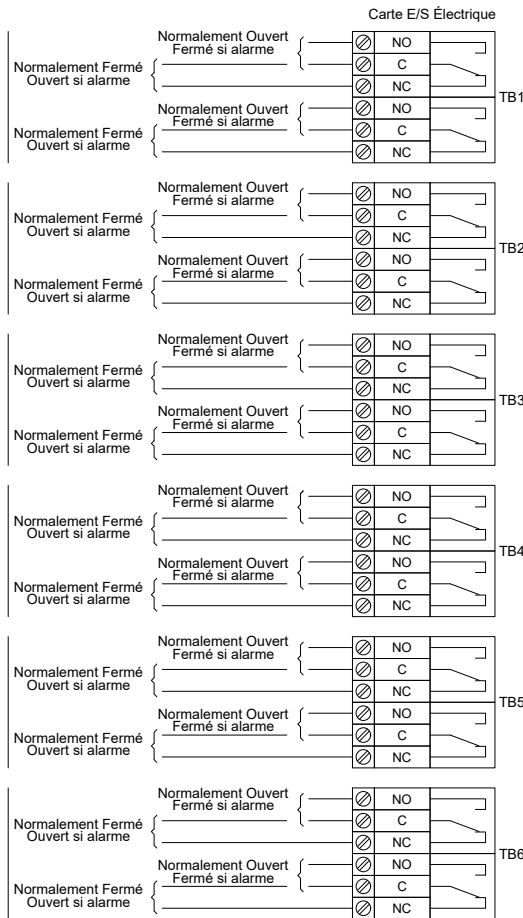 Carte E/S Électrique
Normalement Ouvert
Fermé si alarme
NO
Normalement Fermé
Ouvert si alarme
C
NC
TB1
Normalement Ouvert
Fermé si alarme
NO
Normalement Fermé
Ouvert si alarme
C
NC
Normalement Ouvert
Fermé si alarme
NO
Normalement Fermé
Ouvert si alarme
C
NC
TB2
Normalement Ouvert
Fermé si alarme
NO
Normalement Fermé
Ouvert si alarme
C
NC
Normalement Ouvert
Fermé si alarme
NO
Normalement Fermé
Ouvert si alarme
C
NC
TB3
Normalement Ouvert
Fermé si alarme
NO
Normalement Fermé
Ouvert si alarme
C
NC
Normalement Ouvert
Fermé si alarme
NO
Normalement Fermé
Ouvert si alarme
C
NC
TB4
Normalement Ouvert
Fermé si alarme
NO
Normalement Fermé
Ouvert si alarme
C
NC
Normalement Ouvert
Fermé si alarme
NO
Normalement Fermé
Ouvert si alarme
C
NC
TB5
Normalement Ouvert
Fermé si alarme
NO
Normalement Fermé
Ouvert si alarme
C
NC
Normalement Ouvert
Fermé si alarme
NO
Normalement Fermé
Ouvert si alarme
C
NC
TB6
Normalement Ouvert
Fermé si alarme
NO
Normalement Fermé
Ouvert si alarme
C
NC